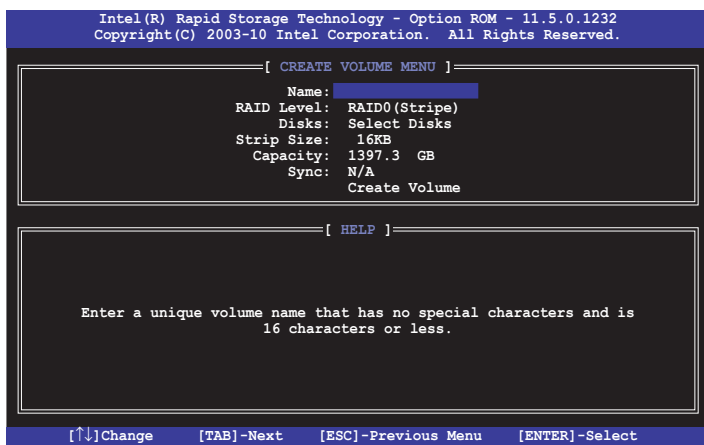 Intel(R) Rapid Storage Technology - Option ROM - 11.5.0.1232
Copyright(C) 2003-10 Intel Corporation. All Rights Reserved.
[ CREATE VOLUME MENU ]
Name:
RAID Level: RAID0(Stripe)
Disks: Select Disks
Strip Size: 16KB
Capacity: 1397.3 GB
Sync: N/A
Create Volume
[ HELP ]
Enter a unique volume name that has no special characters and is
16 characters or less.
[↑↓]Change [TAB]-Next [ESC]-Previous Menu [ENTER]-Select